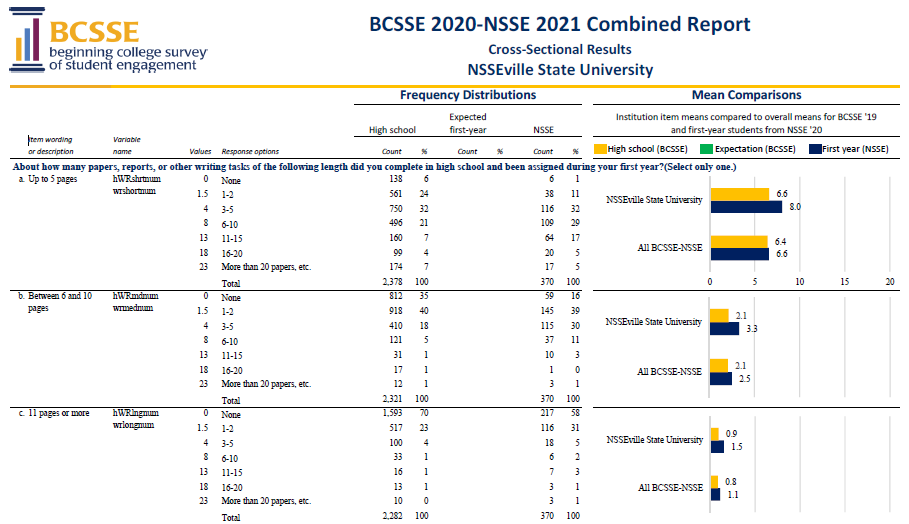 BCSSE
beginning college survey
of student engagement
BCSSE 2020-NSSE 2021 Combined Report
Cross-Sectional Results
NSSEville State University
Frequency Distributions
Mean Comparisons
Item wording
or description
Variable
name
Values Response options
High school
Count %
Expected
first-year
Count %
NSSE
Count %
Institution item means compared to overall means for BCSSE '19
and first-year students from NSSE '20
High school (BCSSE) Expectation (BCSSE) First year (NSSE)
About how many papers, reports, or other writing tasks of the following length did you complete in high school and been assigned during your first year?(Select only one.)
a. Up to 5 pages hWRshrtnum 0 None 138 6 6 1
wrshortnum 1.5 1-2 561 24 38 11
4 3-5 750 32 116 32
8 6-10 496 21 109 29
13 11-15 160 7 64 17
18 16-20 99 4 20 5
23 More than 20 papers, etc. 174 7 17 5
Total 2,378 100 370 100
NSSEville State University 6.6
8.0
All BCSSE-NSSE 6.4
6.6
0 5 10 15 20
b. Between 6 and 10 hWRmdnum 0 None 812 35 59 16
pages wrmednum 1.5 1-2 918 40 145 39
4 3-5 410 18 115 30
8 6-10 121 5 37 11
13 11-15 31 1 10 3
18 16-20 17 1 1 0
23 More than 20 papers, etc. 12 1 3 1
Total 2,321 100 370 100
NSSEville State University 2.1
3.3
All BCSSE-NSSE 2.1
2.5
c. 11 pages or more hWRlngnum 0 None 1,593 70 217 58
wrlongnum 1.5 1-2 517 23 116 31
4 3-5 100 4 18 5
8 6-10 33 1 6 2
13 11-15 16 1 7 3
18 16-20 13 1 3 1
23 More than 20 papers, etc. 10 0 3 1
Total 2,282 100 370 100
NSSEville State University 0.9
1.5
All BCSSE-NSSE 0.8
1.1